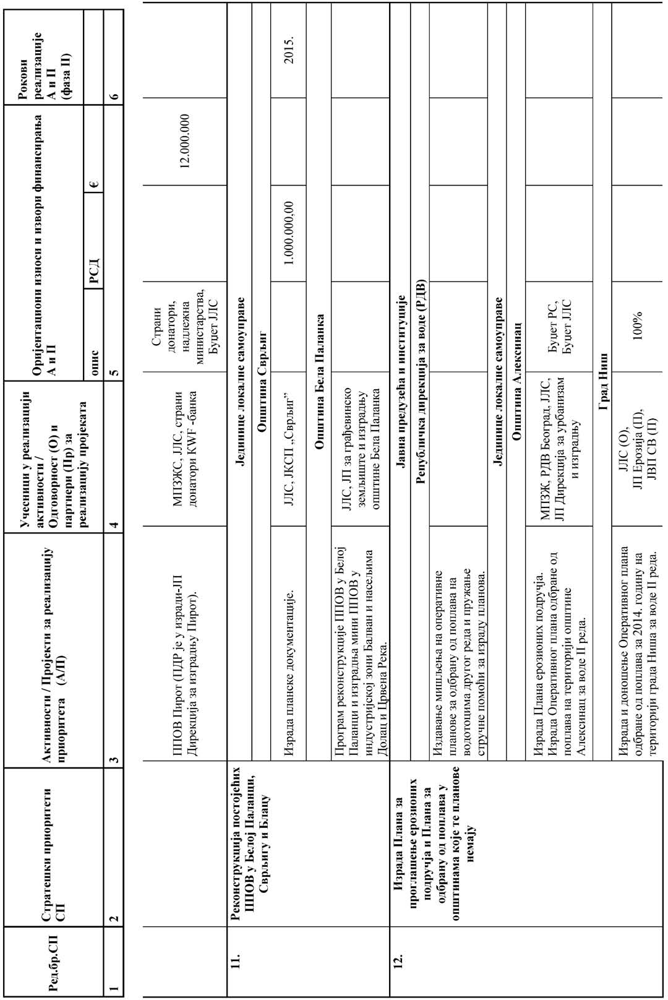 Ред.бр.СП
Стратешки приоритети
СП
Активности / Пројекти за реализацију
приоритета (А/П)
Учесници у реализацији
активности /
Одговорност (О) и
партнери (Пр) за
реализацију пројеката
Оријентациони износи и извори финансирања
А и П
опис
РСД
€
Рокови
реализације
А и П
(фаза II)
1
2
3
4
5
6
ППОВ Пирот (ПДР је у изради-ЈП
Дирекција за изградњу Пирот).
МПЗЖС, ЈЛС, страни
донатори KWF -банка
Страни
донатори,
надлежна
министарства,
Буџет ЈЛС
12.000.000
11.
Реконструкција постојећих
ППОВ у Белој Паланци,
Сврљигу и Блацу
Јединице локалне самоуправе
Општина Сврљиг
Израда планске документације.
ЈЛС, ЈКСП „Сврљиг”
1.000.000,00
2015.
Општина Бела Паланка
Програм реконструкције ППОВ у Белој
Паланци и изградња мини ППОВ у
индустријској зони Балван и насељима
Долац и Црвена Река.
ЈЛС, ЈП за грађевинско
земљиште и изградњу
општине Бела Паланка
12.
Израда Плана за
проглашење ерозионих
подручја и Плана за
одбрану од поплава у
општинама које те планове
немају
Јавна предузећа и институције
Републичка дирекција за воде (РДВ)
Издавање мишљења на оперативне
планове за одбрану од поплава на
водотоцима другог реда и пружање
стручне помоћи за израду планова.
Јединице локалне самоуправе
Општина Алексинац
Израда Плана ерозионих подручја.
Израда Оперативног плана одбране од
поплава на територији општине
Алексинац за воде II реда.
МПЗЖ, РДВ Београд, ЈЛС,
ЈП Дирекција за урбанизам
и изградњу
Буџет РС,
Буџет ЈЛС
Град Ниш
Израда и доношење Оперативног плана
одбране од поплава за 2014. годину на
територији града Ниша за воде II реда.
ЈЛС (О),
ЈП Ерозија (П),
ЈВП СВ (П)
100%